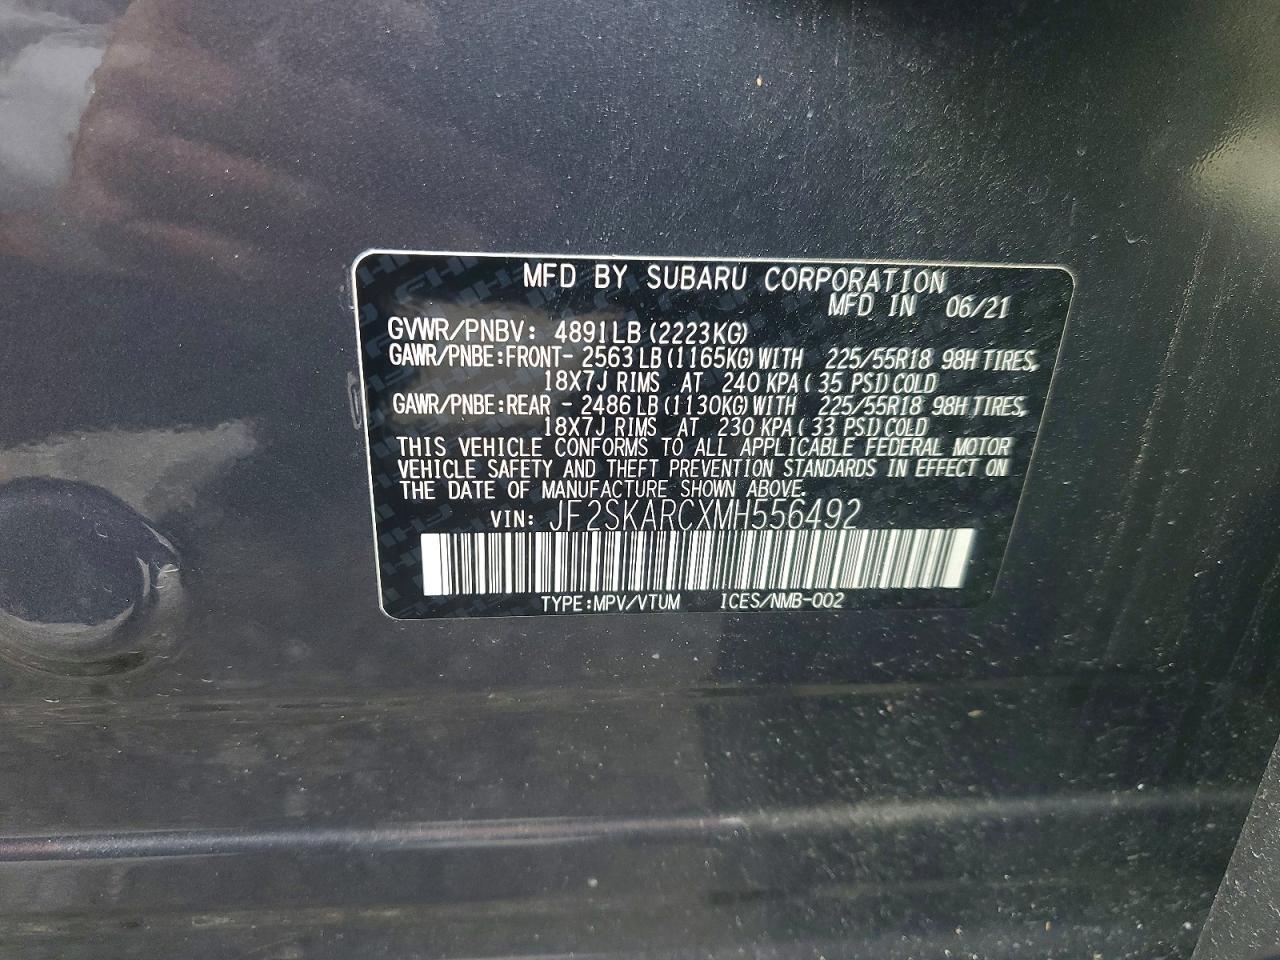 MFD BY SUBARU CORPORATION
MFD IN 06/21
GVWR/PNBV: 4891LB (2223KG)
GAWR/PNBE:FRONT- 2563 LB (1165KG) WITH 225/55R18 98H TIRES,
18X7J RIMS AT 240 KPA ( 35 PSI) COLD
GAWR/PNBE:REAR - 2486 LB (1130KG) WITH 225/55R18 98H TIRES,
18X7J RIMS AT 230 KPA ( 33 PSI) COLD
THIS VEHICLE CONFORMS TO ALL APPLICABLE FEDERAL MOTOR
VEHICLE SAFETY AND THEFT PREVENTION STANDARDS IN EFFECT ON
THE DATE OF MANUFACTURE SHOWN ABOVE.
VIN: JF2SKARCXMH556492
TYPE:MPV/VTUM ICES/NMB-002